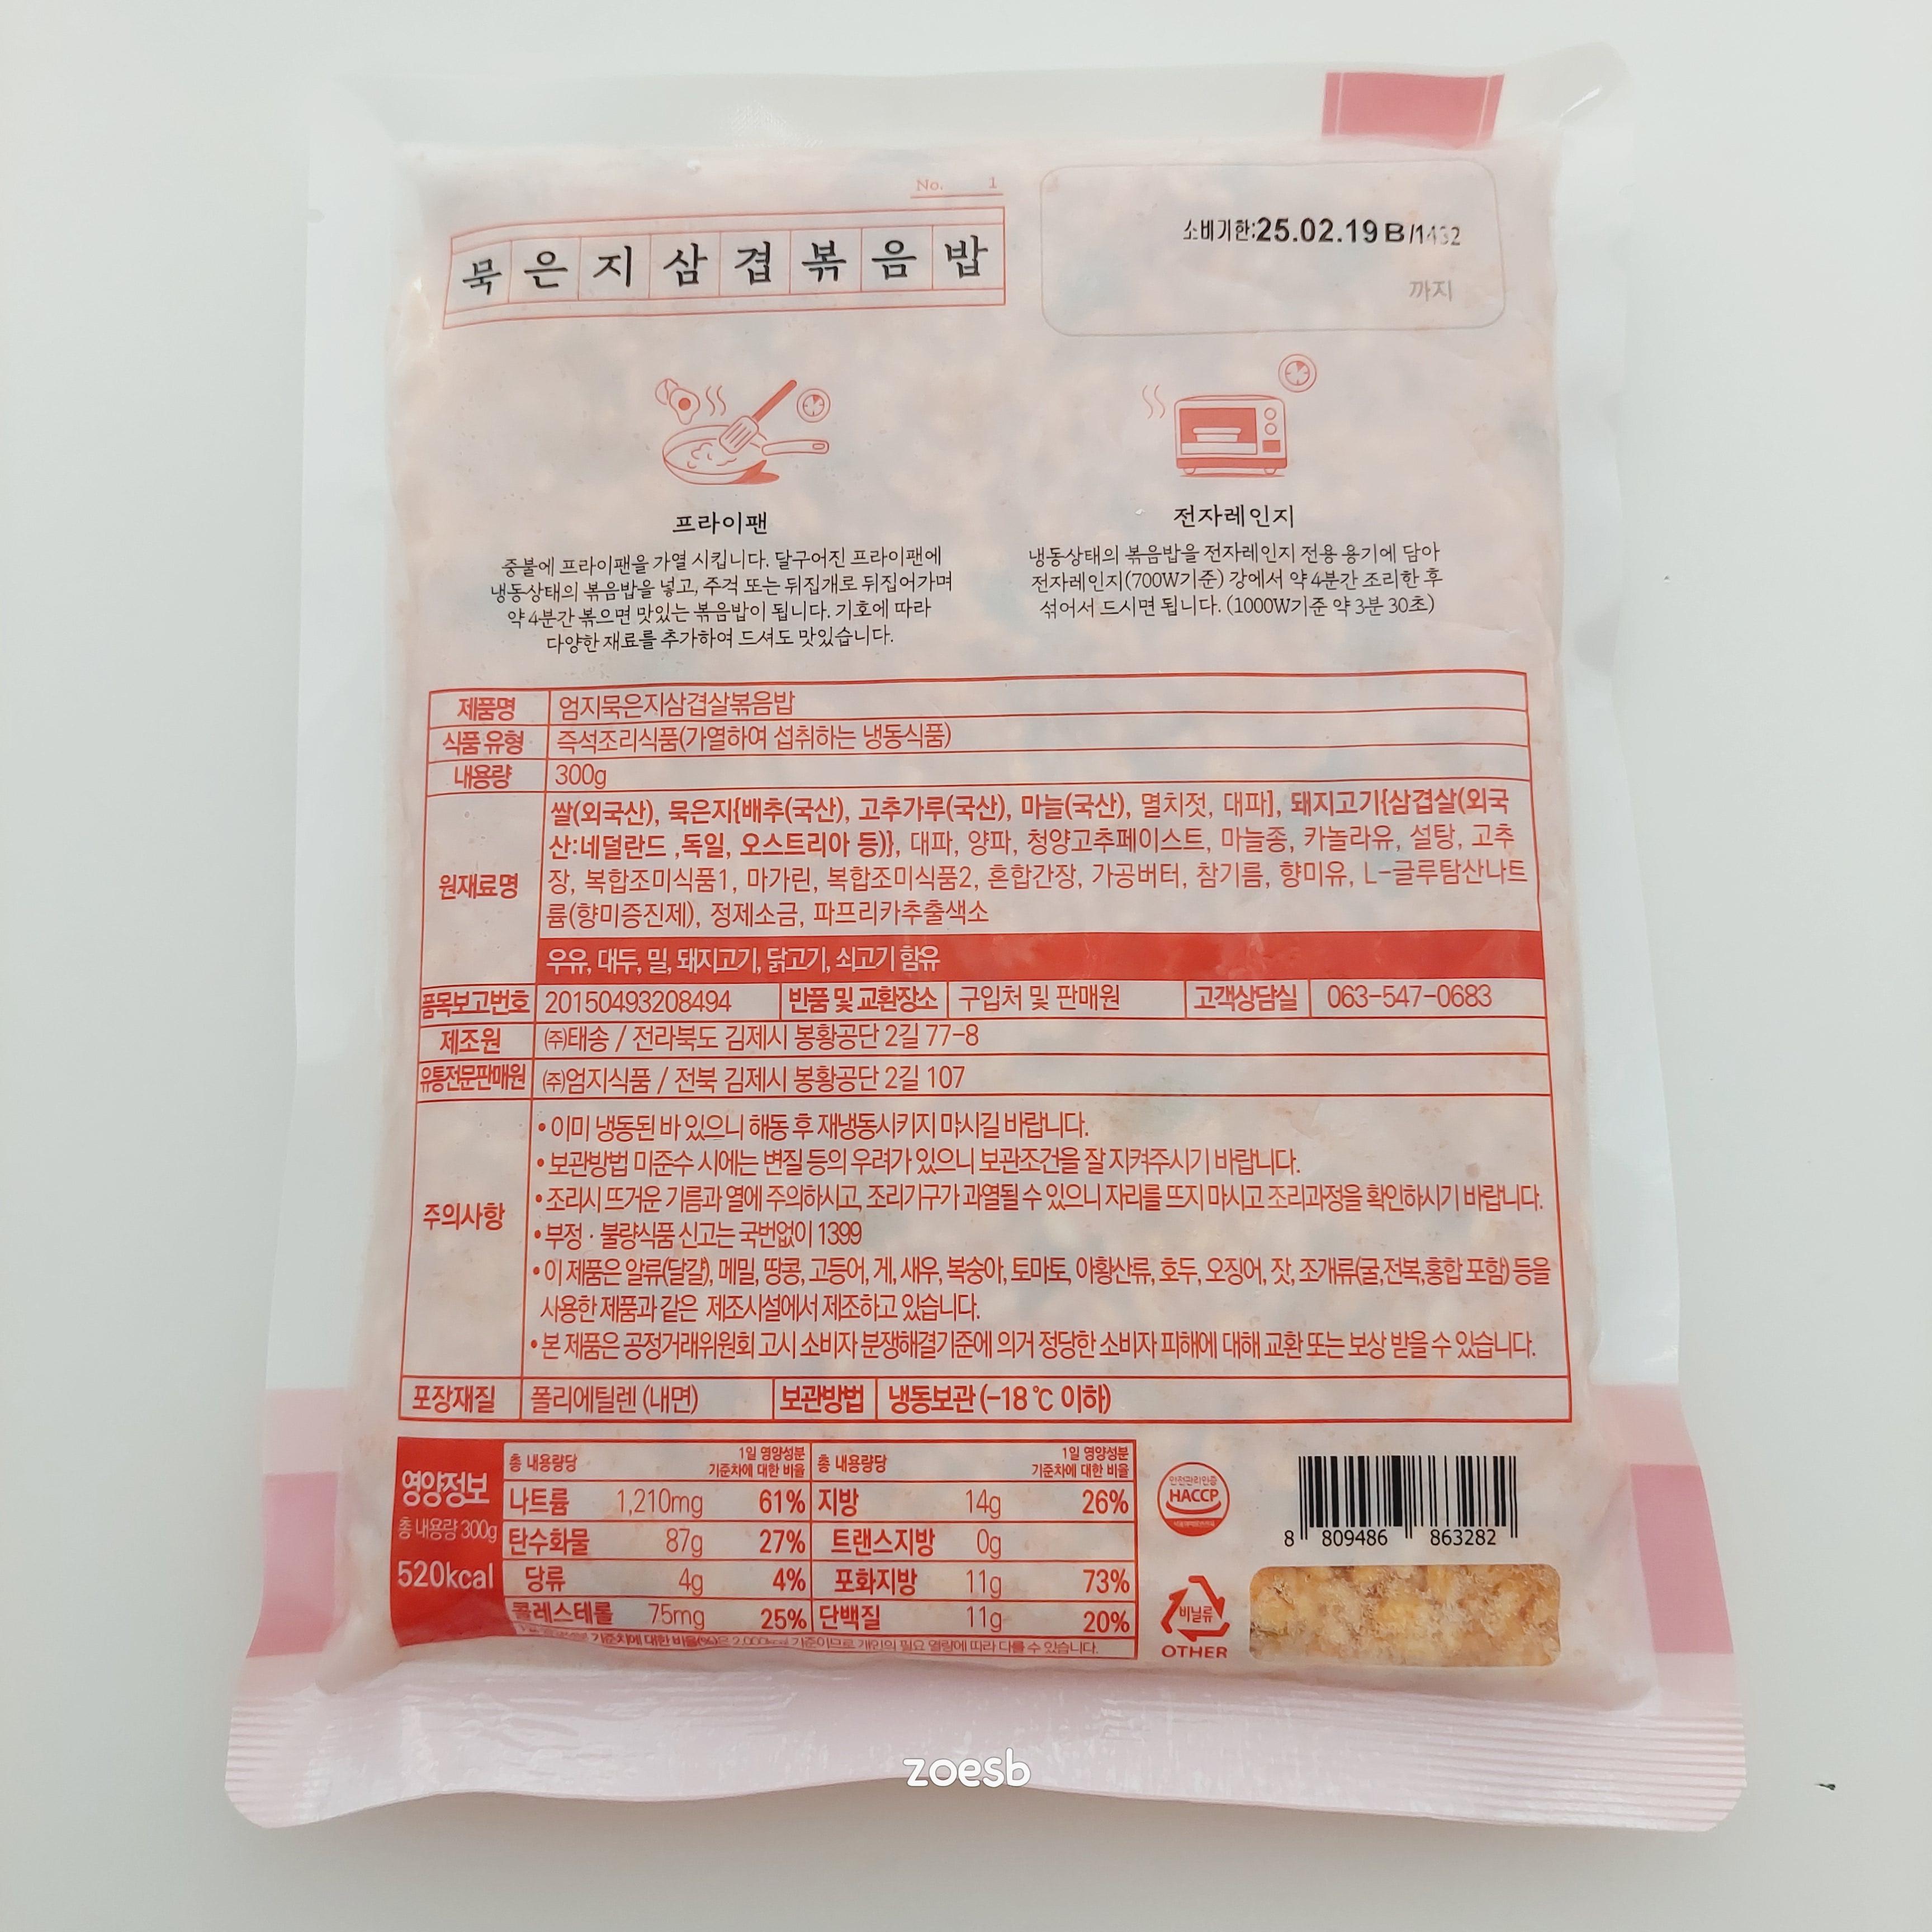 No. 1
묵은지삼겹볶음밥
소비기한:25.02.19 B/1432
까지
프라이팬
중불에 프라이팬을 가열 시킵니다. 달구어진 프라이팬에
냉동상태의 볶음밥을 넣고, 주걱 또는 뒤집개로 뒤집어가며
약 4분간 볶으면 맛있는 볶음밥이 됩니다. 기호에 따라
다양한 재료를 추가하여 드셔도 맛있습니다.
전자레인지
냉동상태의 볶음밥을 전자레인지 전용 용기에 담아
전자레인지(700W기준) 강에서 약 4분간 조리한 후
섞어서 드시면 됩니다. (1000W기준 약 3분 30초)
제품명 엄지묵은지삼겹살볶음밥
식품 유형 즉석조리식품(가열하여 섭취하는 냉동식품)
내용량 300g
원재료명
쌀(외국산), 묵은지{배추(국산), 고추가루(국산), 마늘(국산), 멸치젓, 대파], 돼지고기{삼겹살(외국
산:네덜란드 ,독일, 오스트리아 등)}, 대파, 양파, 청양고추페이스트, 마늘종, 카놀라유, 설탕, 고추
장, 복합조미식품1, 마가린, 복합조미식품2, 혼합간장, 가공버터, 참기름, 향미유, L-글루탐산나트
륨(향미증진제), 정제소금, 파프리카추출색소
우유, 대두, 밀, 돼지고기, 닭고기, 쇠고기 함유
품목보고번호 20150493208494 반품 및 교환장소 구입처 및 판매원 고객상담실 063-547-0683
제조원 ㈜태송 / 전라북도 김제시 봉황공단 2길 77-8
유통전문판매원 ㈜엄지식품 / 전북 김제시 봉황공단 2길 107
주의사항
• 이미 냉동된 바 있으니 해동 후 재냉동시키지 마시길 바랍니다.
• 보관방법 미준수 시에는 변질 등의 우려가 있으니 보관조건을 잘 지켜주시기 바랍니다.
• 조리시 뜨거운 기름과 열에 주의하시고, 조리기구가 과열될 수 있으니 자리를 뜨지 마시고 조리과정을 확인하시기 바랍니다.
• 부정 · 불량식품 신고는 국번없이 1399
• 이 제품은 알류(달걀), 메밀, 땅콩, 고등어, 게, 새우, 복숭아, 토마토, 아황산류, 호두, 오징어, 잣, 조개류(굴,전복,홍합 포함) 등을
사용한 제품과 같은 제조시설에서 제조하고 있습니다.
• 본 제품은 공정거래위원회 고시 소비자 분쟁해결기준에 의거 정당한 소비자 피해에 대해 교환 또는 보상 받을 수 있습니다.
포장재질 폴리에틸렌 (내면) 보관방법 냉동보관 (-18 ℃ 이하)
영양정보
총 내용량 300g
520kcal
총 내용량당 1일 영양성분 기준치에 대한 비율 총 내용량당 1일 영양성분 기준치에 대한 비율
나트륨 1,210mg 61% 지방 14g 26%
탄수화물 87g 27% 트랜스지방 0g
당류 4g 4% 포화지방 11g 73%
콜레스테롤 75mg 25% 단백질 11g 20%
기준치에 대한 비율(%)은 2,000kcal 기준이므로 개인의 필요 열량에 따라 다를 수 있습니다.
안전관리인증
HACCP
비닐류
OTHER
8 809486 863282
zoesb